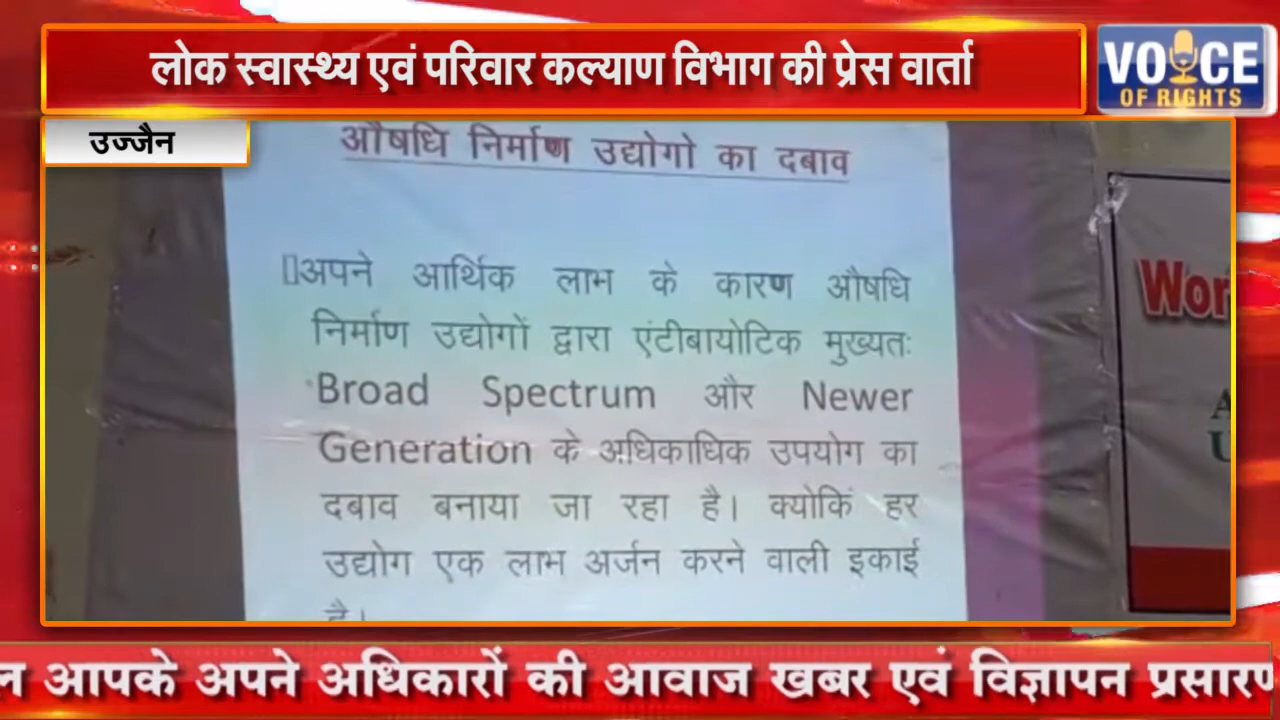 लोक स्वास्थ्य एवं परिवार कल्याण विभाग की प्रेस वार्ता
VOICE
OF RIGHTS
उज्जैन
औषधि निर्माण उद्योगो का दबाव
अपने आर्थिक लाभ के कारण औषधि
निर्माण उद्योगों द्वारा एंटीबायोटिक मुख्यतः
Broad Spectrum और Newer
Generation के अधिकाधिक उपयोग का
दबाव बनाया जा रहा है। क्योकिं हर
उद्योग एक लाभ अर्जन करने वाली इकाई
है।
Wor
आपके अपने अधिकारों की आवाज खबर एवं विज्ञापन प्रसारण